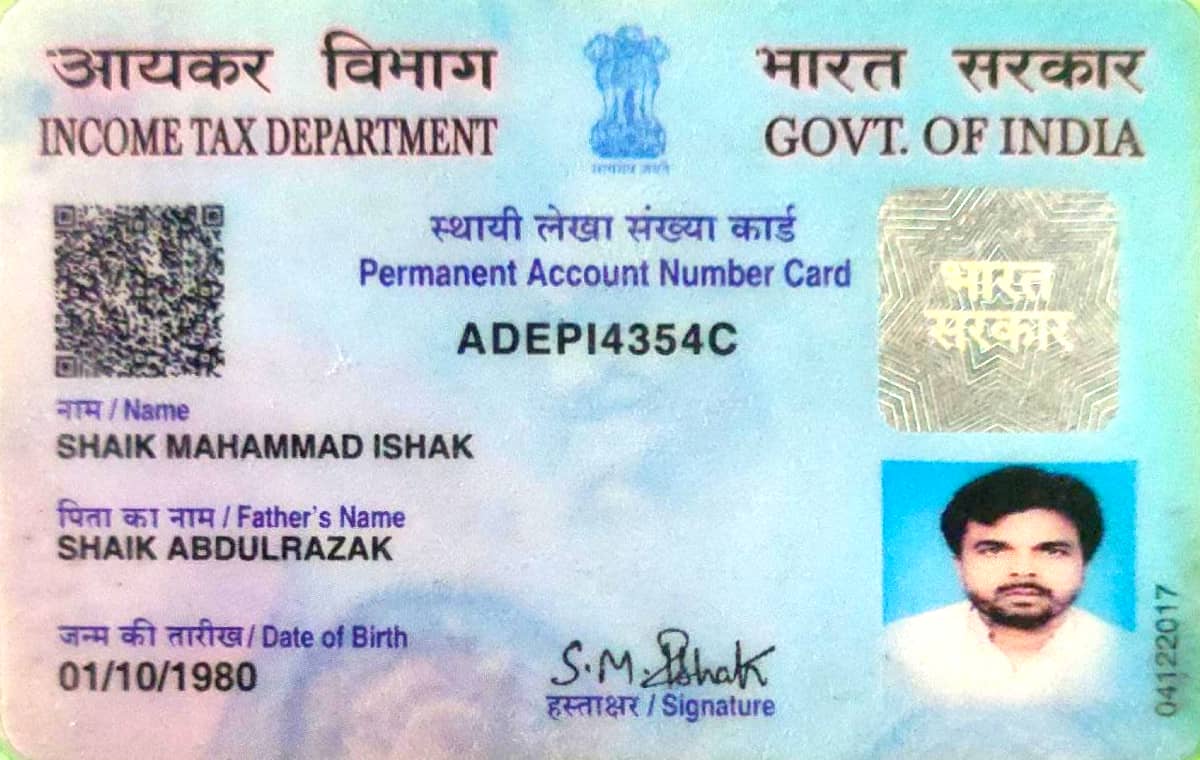 आयकर विभाग
INCOME TAX DEPARTMENT
सत्यमेव जयते
भारत सरकार
GOVT. OF INDIA
स्थायी लेखा संख्या कार्ड
Permanent Account Number Card
ADEPI4354C
भारत
सरकार
नाम / Name
SHAIK MAHAMMAD ISHAK
पिता का नाम / Father's Name
SHAIK ABDULRAZAK
जन्म की तारीख / Date of Birth
01/10/1980
S.M.Ishak
हस्ताक्षर / Signature
04122017